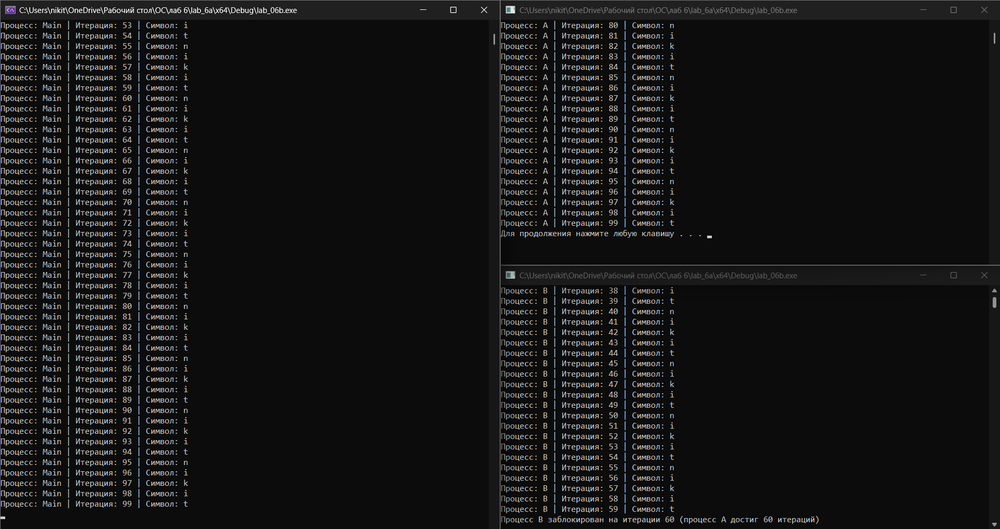 C:\Users\nikit\OneDrive\Рабочий стол\ОС\лаб 6\lab_6a\x64\Debug\lab_06b.exe
Процесс: Main | Итерация: 53 | Символ: i
Процесс: Main | Итерация: 54 | Символ: t
Процесс: Main | Итерация: 55 | Символ: n
Процесс: Main | Итерация: 56 | Символ: i
Процесс: Main | Итерация: 57 | Символ: k
Процесс: Main | Итерация: 58 | Символ: i
Процесс: Main | Итерация: 59 | Символ: t
Процесс: Main | Итерация: 60 | Символ: n
Процесс: Main | Итерация: 61 | Символ: i
Процесс: Main | Итерация: 62 | Символ: k
Процесс: Main | Итерация: 63 | Символ: i
Процесс: Main | Итерация: 64 | Символ: t
Процесс: Main | Итерация: 65 | Символ: n
Процесс: Main | Итерация: 66 | Символ: i
Процесс: Main | Итерация: 67 | Символ: k
Процесс: Main | Итерация: 68 | Символ: i
Процесс: Main | Итерация: 69 | Символ: t
Процесс: Main | Итерация: 70 | Символ: n
Процесс: Main | Итерация: 71 | Символ: i
Процесс: Main | Итерация: 72 | Символ: k
Процесс: Main | Итерация: 73 | Символ: i
Процесс: Main | Итерация: 74 | Символ: t
Процесс: Main | Итерация: 75 | Символ: n
Процесс: Main | Итерация: 76 | Символ: i
Процесс: Main | Итерация: 77 | Символ: k
Процесс: Main | Итерация: 78 | Символ: i
Процесс: Main | Итерация: 79 | Символ: t
Процесс: Main | Итерация: 80 | Символ: n
Процесс: Main | Итерация: 81 | Символ: i
Процесс: Main | Итерация: 82 | Символ: k
Процесс: Main | Итерация: 83 | Символ: i
Процесс: Main | Итерация: 84 | Символ: t
Процесс: Main | Итерация: 85 | Символ: n
Процесс: Main | Итерация: 86 | Символ: i
Процесс: Main | Итерация: 87 | Символ: k
Процесс: Main | Итерация: 88 | Символ: i
Процесс: Main | Итерация: 89 | Символ: t
Процесс: Main | Итерация: 90 | Символ: n
Процесс: Main | Итерация: 91 | Символ: i
Процесс: Main | Итерация: 92 | Символ: k
Процесс: Main | Итерация: 93 | Символ: i
Процесс: Main | Итерация: 94 | Символ: t
Процесс: Main | Итерация: 95 | Символ: n
Процесс: Main | Итерация: 96 | Символ: i
Процесс: Main | Итерация: 97 | Символ: k
Процесс: Main | Итерация: 98 | Символ: i
Процесс: Main | Итерация: 99 | Символ: t
C:\Users\nikit\OneDrive\Рабочий стол\ОС\лаб 6\lab_6a\x64\Debug\lab_06b.exe
Процесс: A | Итерация: 80 | Символ: n
Процесс: A | Итерация: 81 | Символ: i
Процесс: A | Итерация: 82 | Символ: k
Процесс: A | Итерация: 83 | Символ: i
Процесс: A | Итерация: 84 | Символ: t
Процесс: A | Итерация: 85 | Символ: n
Процесс: A | Итерация: 86 | Символ: i
Процесс: A | Итерация: 87 | Символ: k
Процесс: A | Итерация: 88 | Символ: i
Процесс: A | Итерация: 89 | Символ: t
Процесс: A | Итерация: 90 | Символ: n
Процесс: A | Итерация: 91 | Символ: i
Процесс: A | Итерация: 92 | Символ: k
Процесс: A | Итерация: 93 | Символ: i
Процесс: A | Итерация: 94 | Символ: t
Процесс: A | Итерация: 95 | Символ: n
Процесс: A | Итерация: 96 | Символ: i
Процесс: A | Итерация: 97 | Символ: k
Процесс: A | Итерация: 98 | Символ: i
Процесс: A | Итерация: 99 | Символ: t
Для продолжения нажмите любую клавишу . . .
C:\Users\nikit\OneDrive\Рабочий стол\ОС\лаб 6\lab_6a\x64\Debug\lab_06b.exe
Процесс: B | Итерация: 38 | Символ: i
Процесс: B | Итерация: 39 | Символ: t
Процесс: B | Итерация: 40 | Символ: n
Процесс: B | Итерация: 41 | Символ: i
Процесс: B | Итерация: 42 | Символ: k
Процесс: B | Итерация: 43 | Символ: i
Процесс: B | Итерация: 44 | Символ: t
Процесс: B | Итерация: 45 | Символ: n
Процесс: B | Итерация: 46 | Символ: i
Процесс: B | Итерация: 47 | Символ: k
Процесс: B | Итерация: 48 | Символ: i
Процесс: B | Итерация: 49 | Символ: t
Процесс: B | Итерация: 50 | Символ: n
Процесс: B | Итерация: 51 | Символ: i
Процесс: B | Итерация: 52 | Символ: k
Процесс: B | Итерация: 53 | Символ: i
Процесс: B | Итерация: 54 | Символ: t
Процесс: B | Итерация: 55 | Символ: n
Процесс: B | Итерация: 56 | Символ: i
Процесс: B | Итерация: 57 | Символ: k
Процесс: B | Итерация: 58 | Символ: i
Процесс: B | Итерация: 59 | Символ: t
Процесс B заблокирован на итерации 60 (процесс A достиг 60 итераций)